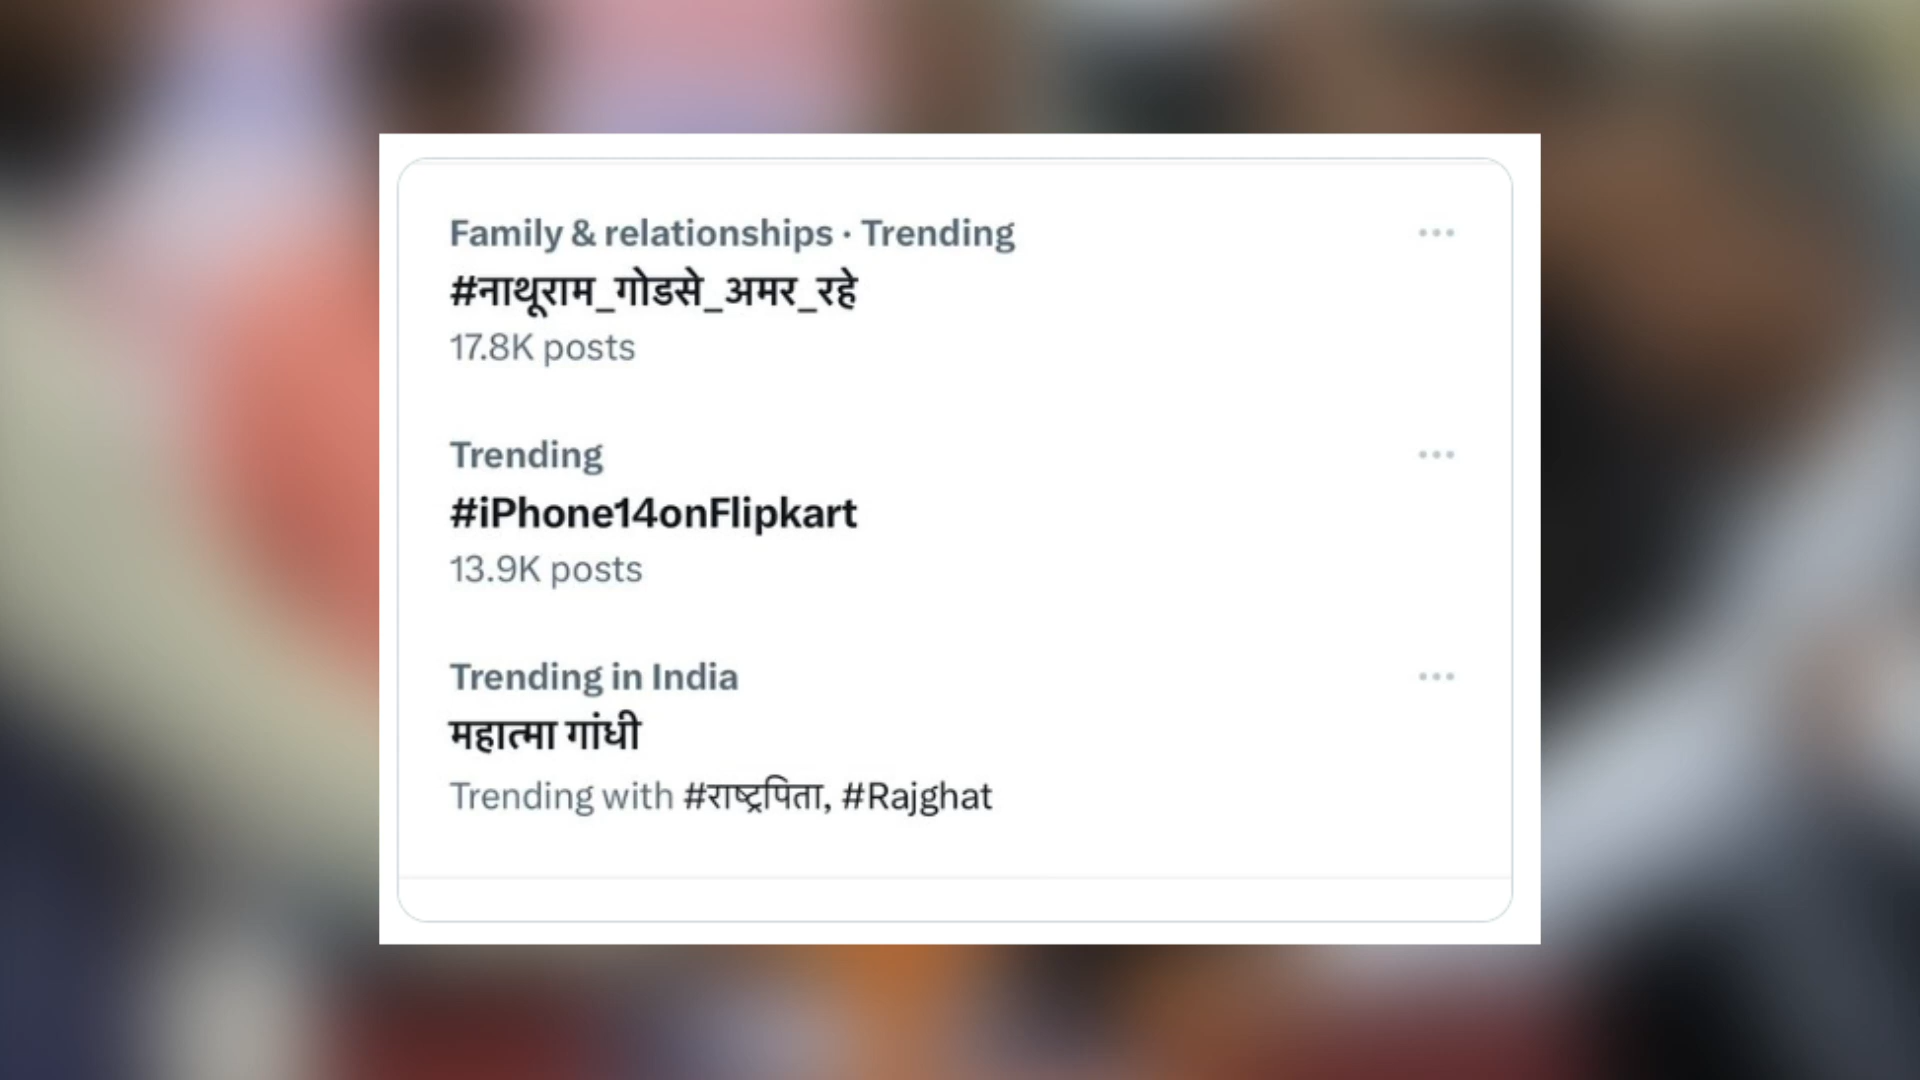 Family & relationships · Trending
#नाथूराम_गोडसे_अमर_रहे
17.8K posts
Trending
#iPhone14onFlipkart
13.9K posts
Trending in India
महात्मा गांधी
Trending with #राष्ट्रपिता, #Rajghat